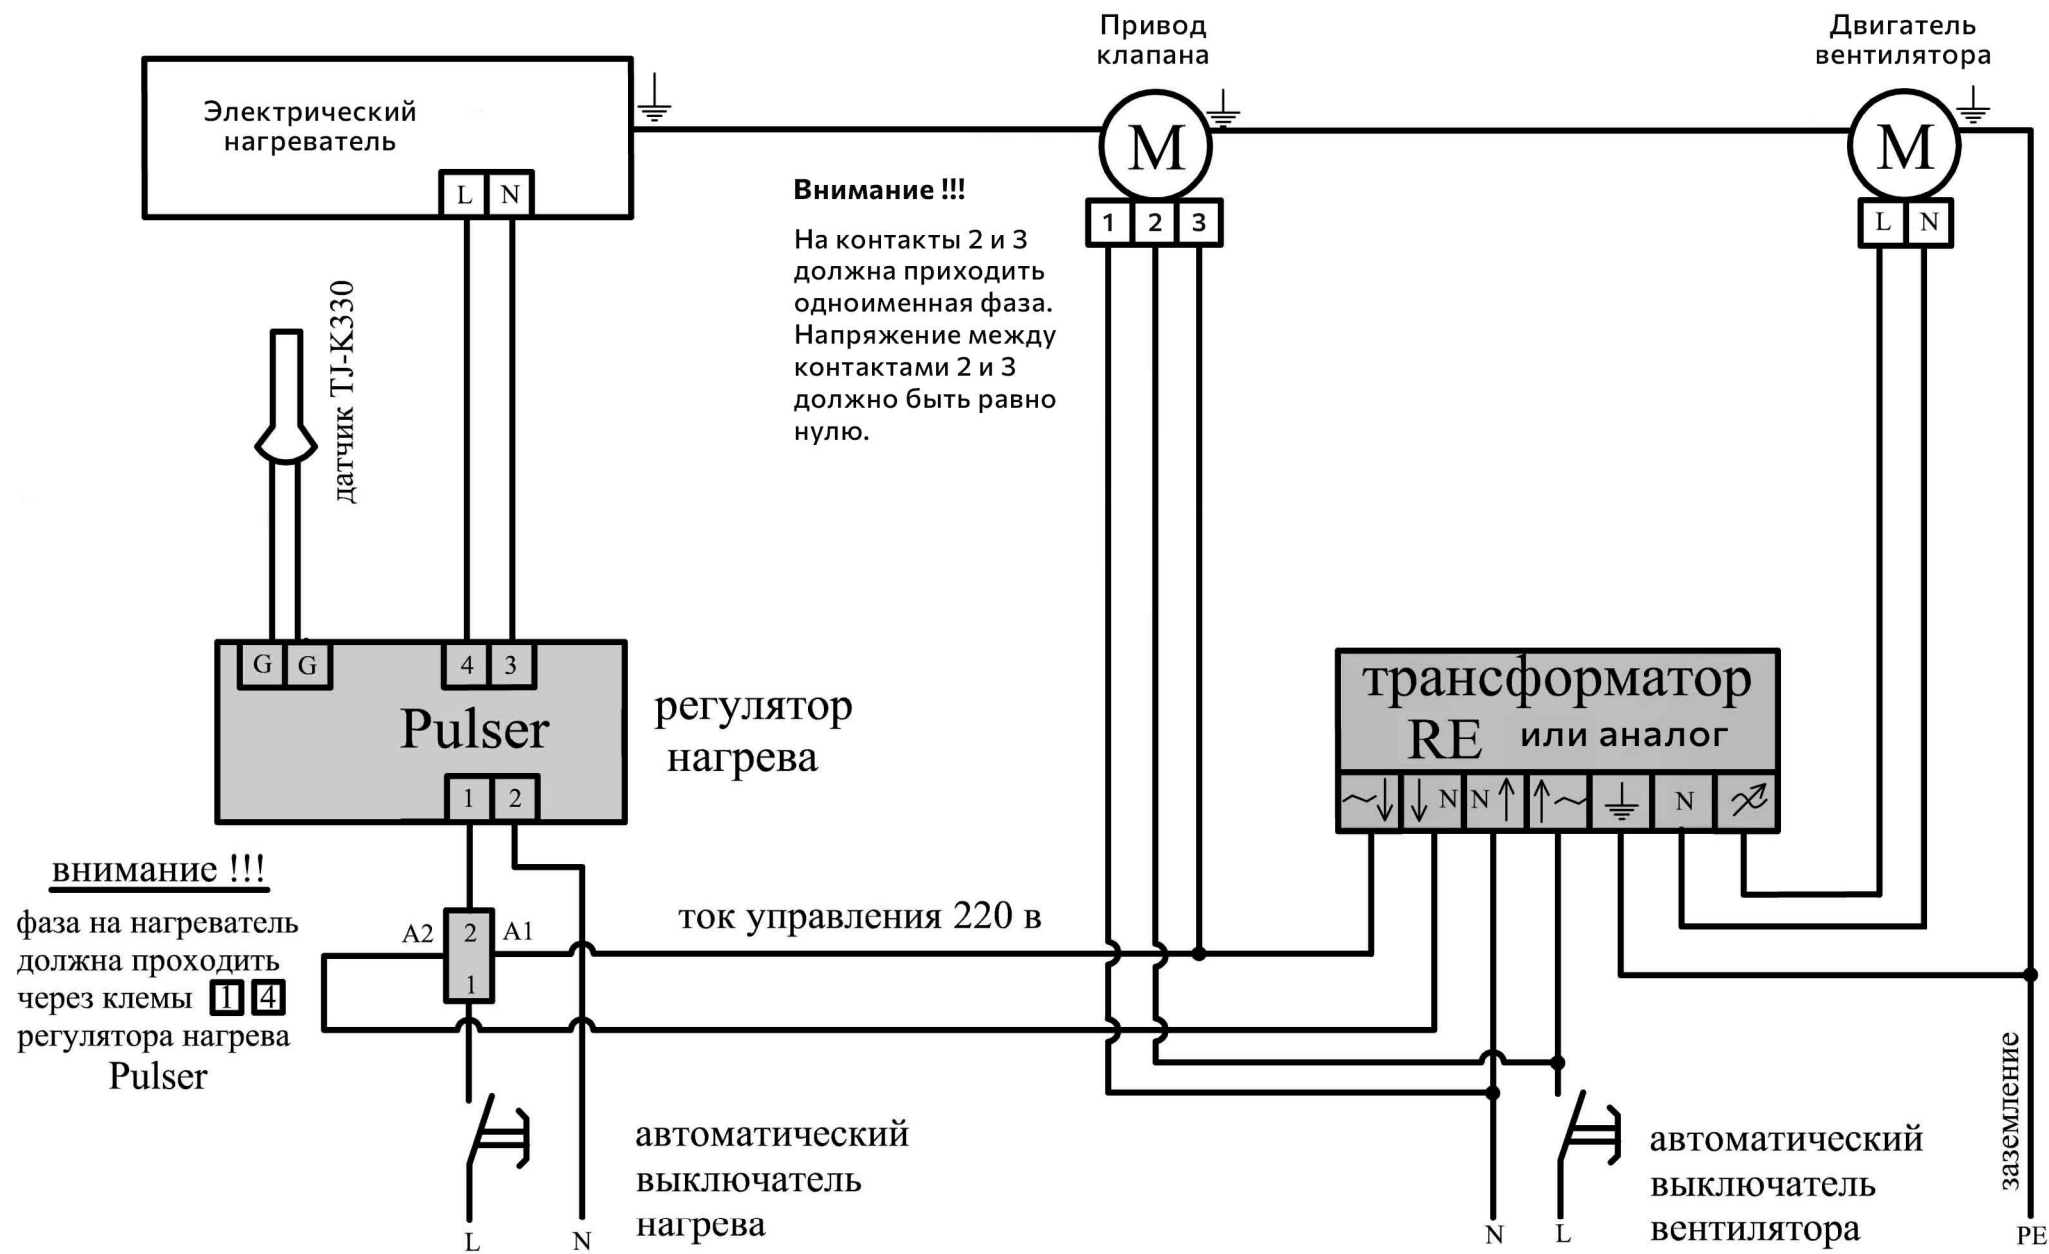 Привод
клапана
Двигатель
вентилятора
Электрический
нагреватель
L N
M
M
Внимание !!!
1 2 3
L N
На контакты 2 и 3
должна приходить
одноименная фаза.
Напряжение между
контактами 2 и 3
должно быть равно
нулю.
датчик TJ-K330
G G
4 3
Pulser
1 2
регулятор
нагрева
трансформатор
RE или аналог
N N N
внимание !!!
фаза на нагреватель
должна проходить
через клемы 1 4
регулятора нагрева
Pulser
A2 2 A1
1
ток управления 220 в
автоматический
выключатель
нагрева
L N
автоматический
выключатель
вентилятора
N L
заземление
PE